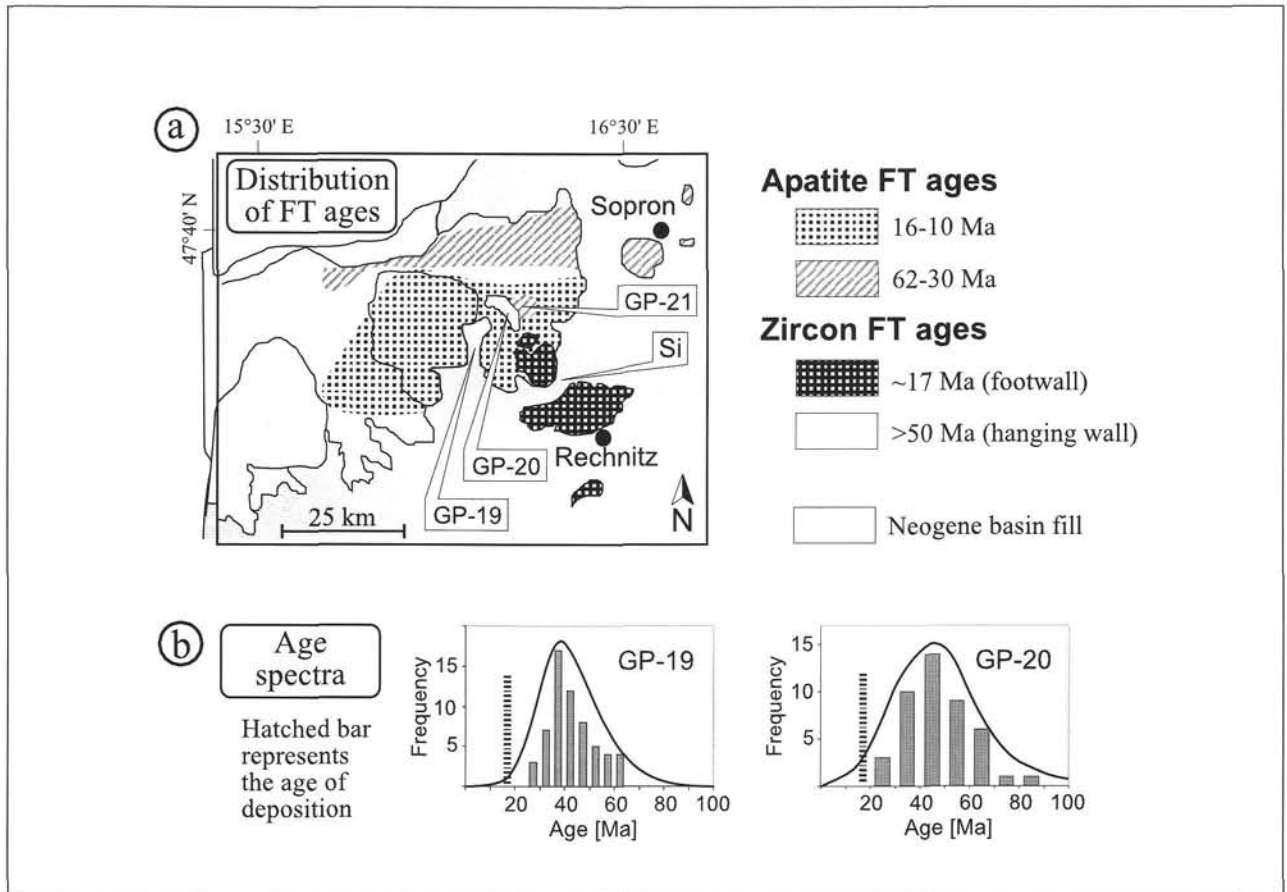 a
15°30' E
16°30' E
47°40' N
Distribution
of FT ages
Sopron
GP-21
Si
Rechnitz
GP-20
GP-19
25 km
N
Apatite FT ages
16-10 Ma
62-30 Ma
Zircon FT ages
~17 Ma (footwall)
>50 Ma (hanging wall)
Neogene basin fill
b
Age
spectra
Hatched bar
represents
the age of
deposition
Frequency
15
10
5
GP-19
20 40 60 80 100
Age [Ma]
Frequency
15
10
5
GP-20
20 40 60 80 100
Age [Ma]